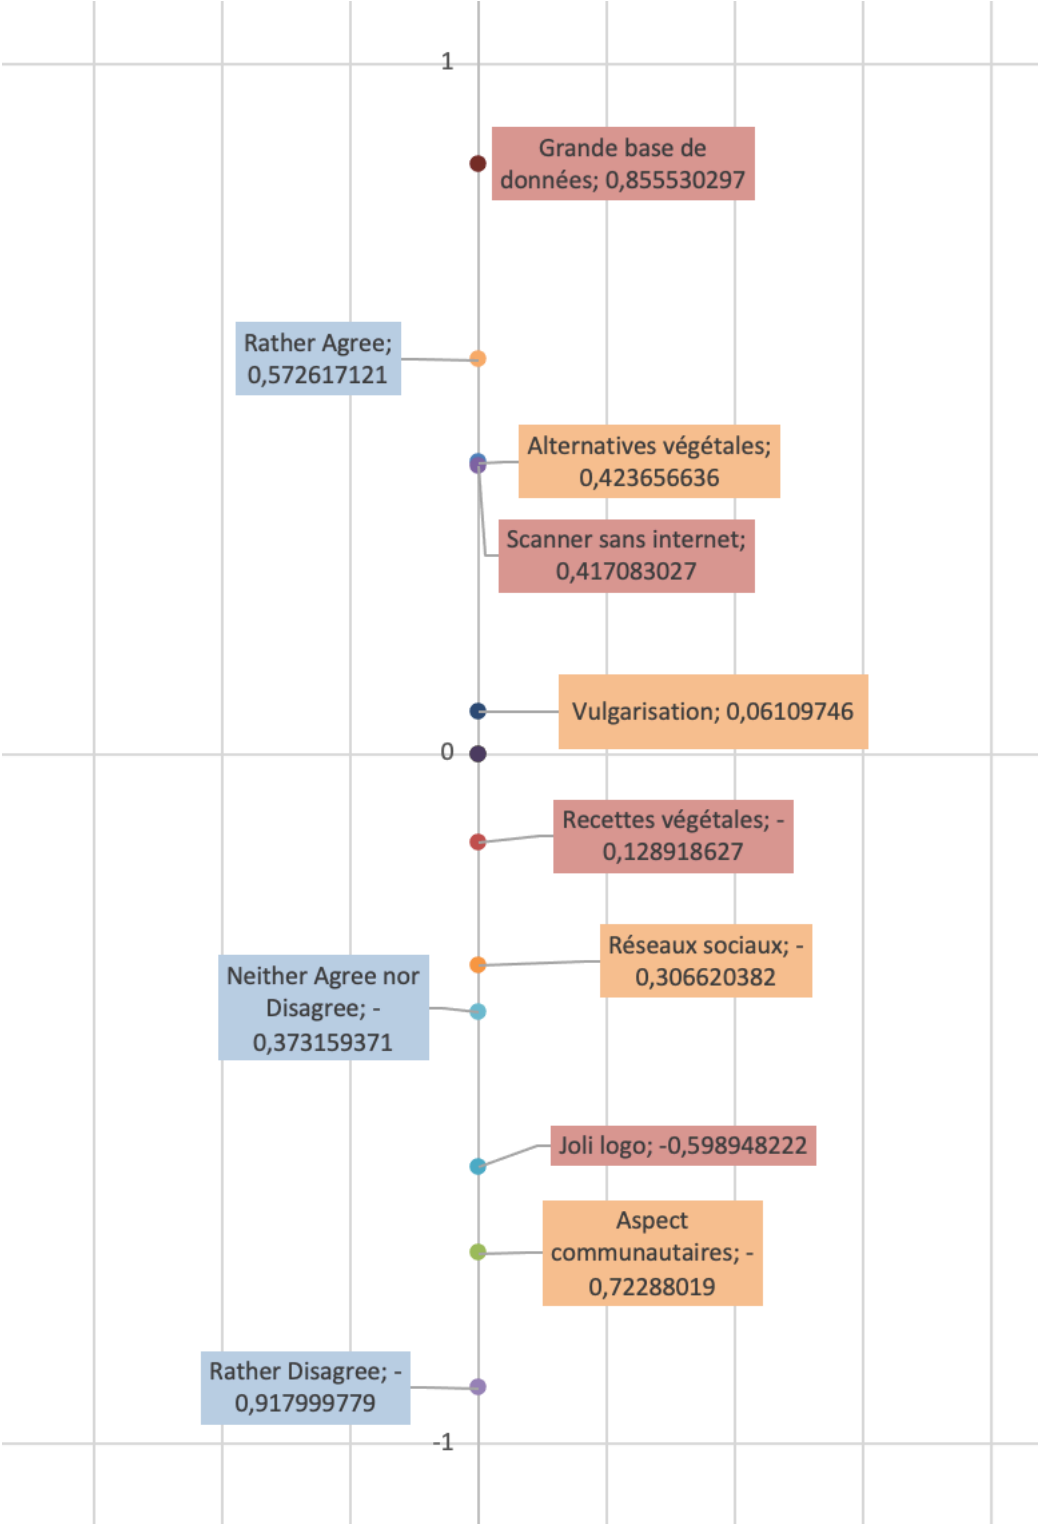 1
Grande base de
données; 0,855530297
Rather Agree;
0,572617121
Alternatives végétales;
0,423656636
Scanner sans internet;
0,417083027
Vulgarisation; 0,06109746
0
Recettes végétales; -
0,128918627
Réseaux sociaux; -
0,306620382
Neither Agree nor
Disagree; -
0,373159371
Joli logo; -0,598948222
Aspect
communautaires; -
0,72288019
Rather Disagree; -
0,917999779
-1